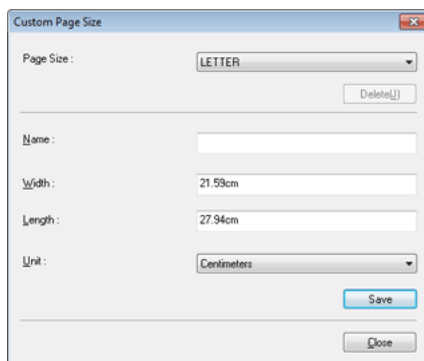 Custom Page Size
Page Size : LETTER
Delete(J)
Name :
Width : 21.59cm
Length : 27.94cm
Unit : Centimeters
Save
Close